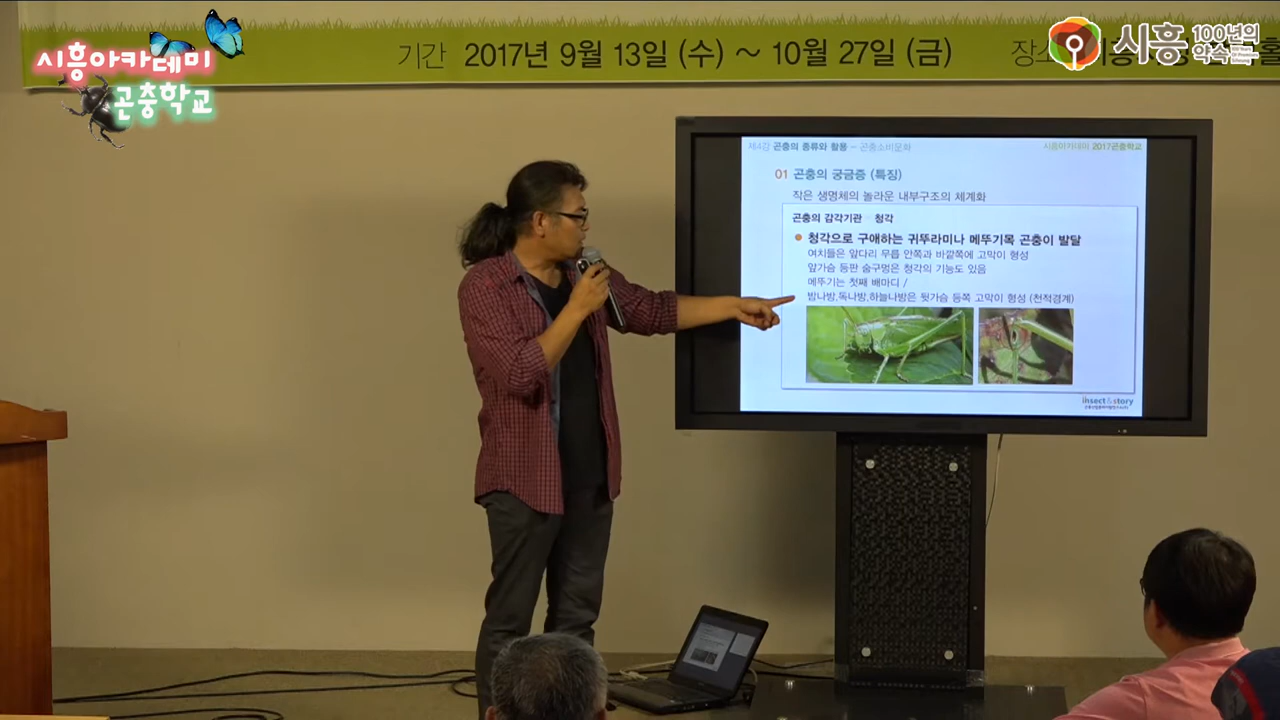 시흥아카데미
곤충학교
기간 2017년 9월 13일 (수) ~ 10월 27일 (금) 장소
시흥 100년의 약속
제4강 곤충의 종류와 활용 - 곤충소비문화
시흥아카데미 2017곤충학교
01 곤충의 궁금증 (특징)
작은 생명체의 놀라운 내부구조의 체계화
곤충의 감각기관 청각
청각으로 구애하는 귀뚜라미나 메뚜기목 곤충이 발달
여치들은 앞다리 무릅 안쪽과 바깥쪽에 고막이 형성
앞가슴 등판 숨구멍은 청각의 기능도 있음
메뚜기는 첫째 배마디 /
밤나방,독나방,하늘나방은 뒷가슴 등쪽 고막이 형성 (천적경계)
insect&story